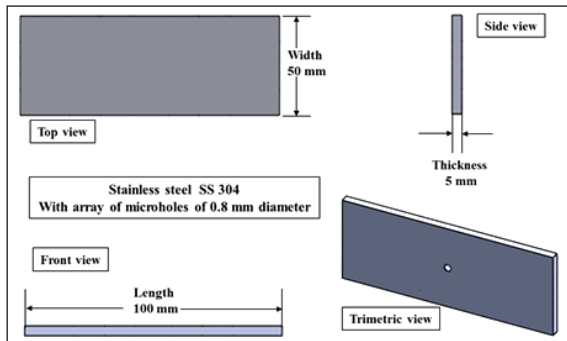 Top view
Width
50 mm
Side view
Thickness
5 mm
Stainless steel SS 304
With array of microholes of 0.8 mm diameter
Front view
Length
100 mm
Trimetric view